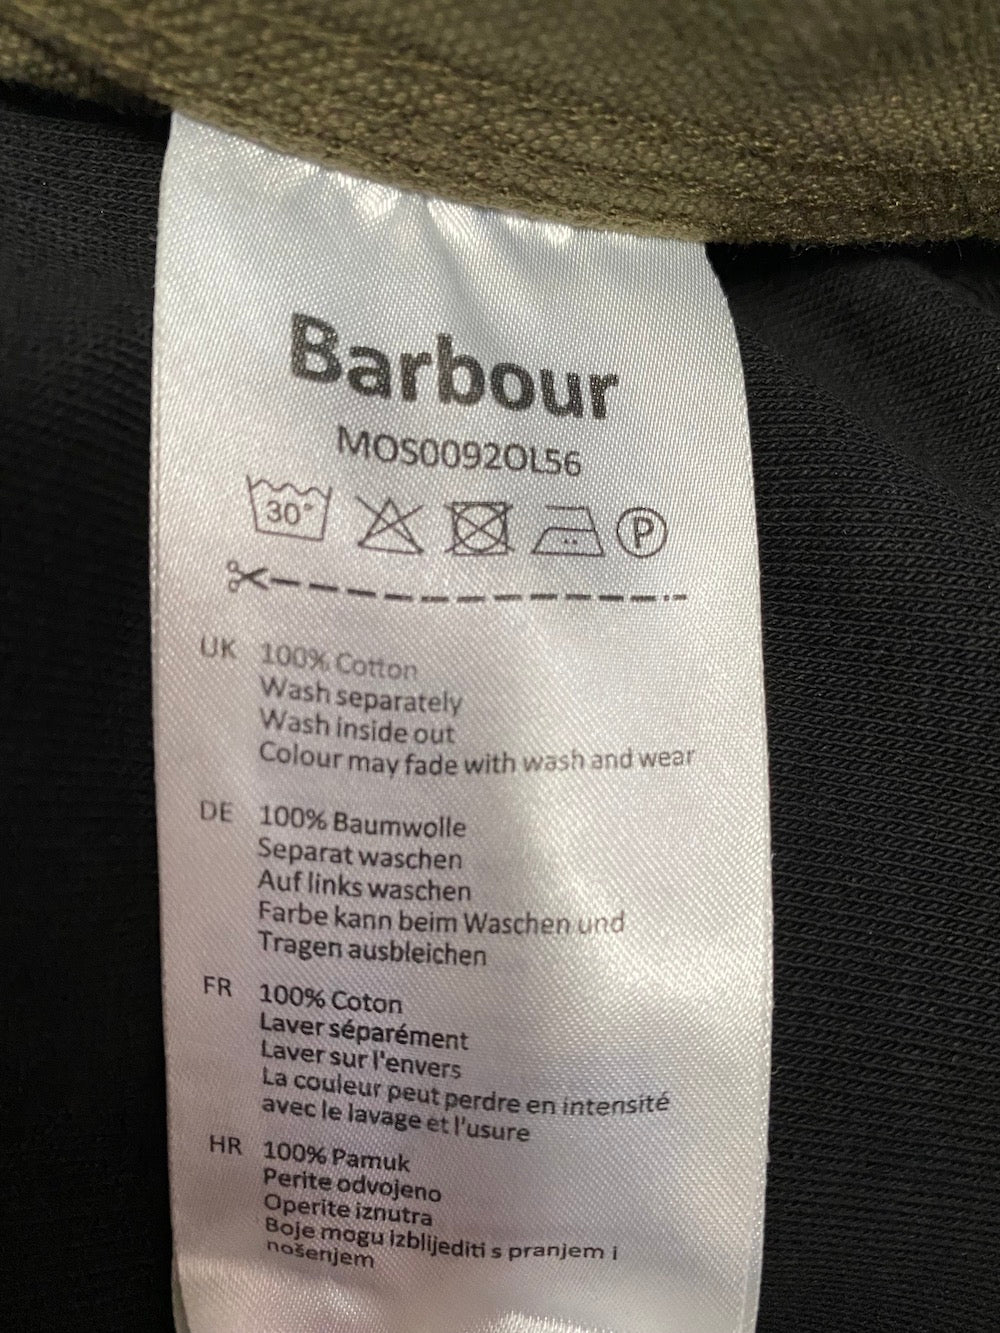 Barbour
MOS0092OL56
30° P
UK 100% Cotton
Wash separately
Wash inside out
Colour may fade with wash and wear
DE 100% Baumwolle
Separat waschen
Auf links waschen
Farbe kann beim Waschen und
Tragen ausbleichen
FR 100% Coton
Laver séparément
Laver sur l'envers
La couleur peut perdre en intensité
avec le lavage et l'usure
HR 100% Pamuk
Perite odvojeno
Operite iznutra
Boje mogu izblijediti s pranjem i
nošenjem